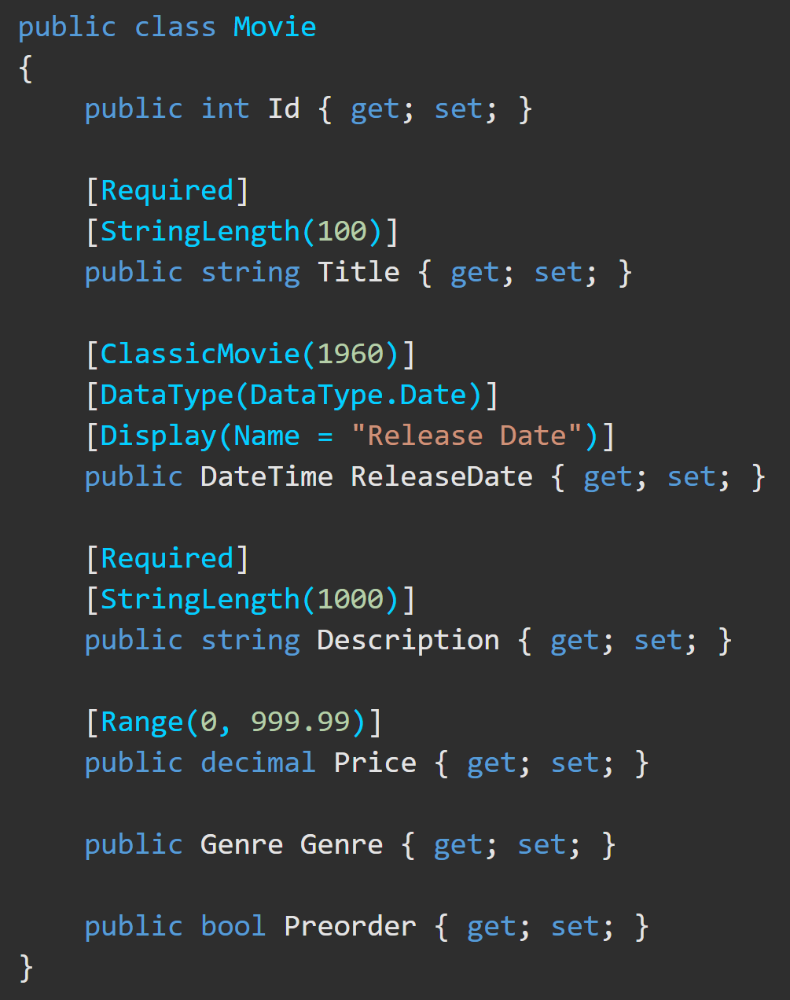 public class Movie
{
    public int Id { get; set; }

    [Required]
    [StringLength(100)]
    public string Title { get; set; }

    [ClassicMovie(1960)]
    [DataType(DataType.Date)]
    [Display(Name = "Release Date")]
    public DateTime ReleaseDate { get; set; }

    [Required]
    [StringLength(1000)]
    public string Description { get; set; }

    [Range(0, 999.99)]
    public decimal Price { get; set; }

    public Genre Genre { get; set; }

    public bool Preorder { get; set; }
}